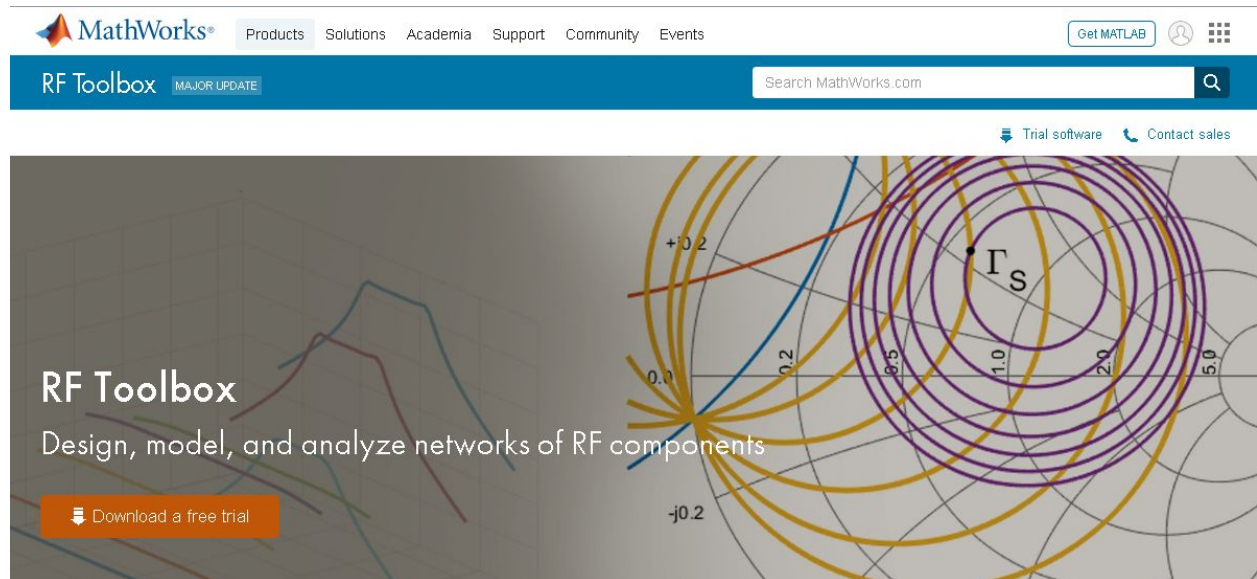 MathWorks®
Products Solutions Academia Support Community Events
Get MATLAB
RF Toolbox MAJOR UPDATE
Search MathWorks.com
Trial software Contact sales
+j0.2
ΓS
0.2 0.5 1.0 2.0 5.0
0.0
RF Toolbox
Design, model, and analyze networks of RF components
Download a free trial
-j0.2